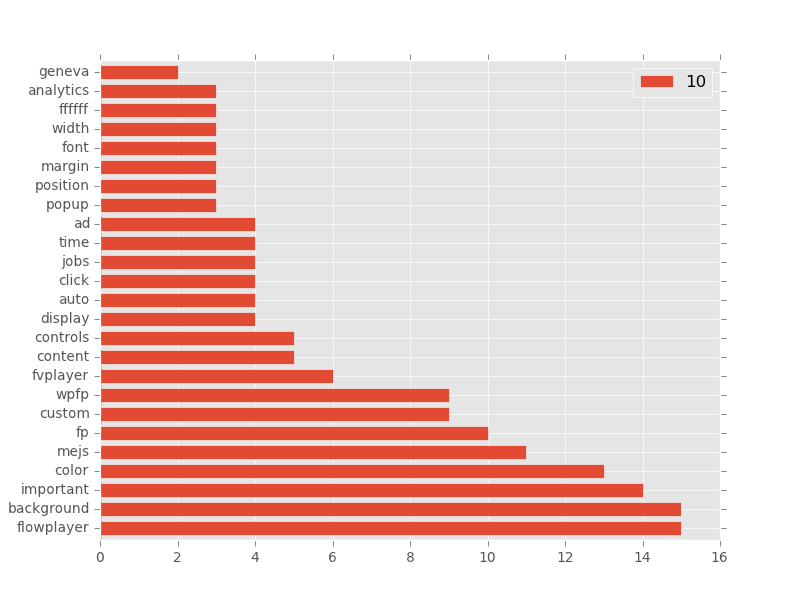 10
geneva
analytics
ffffff
width
font
margin
position
popup
ad
time
jobs
click
auto
display
controls
content
fvplayer
wpfp
custom
fp
mejs
color
important
background
flowplayer
0 2 4 6 8 10 12 14 16